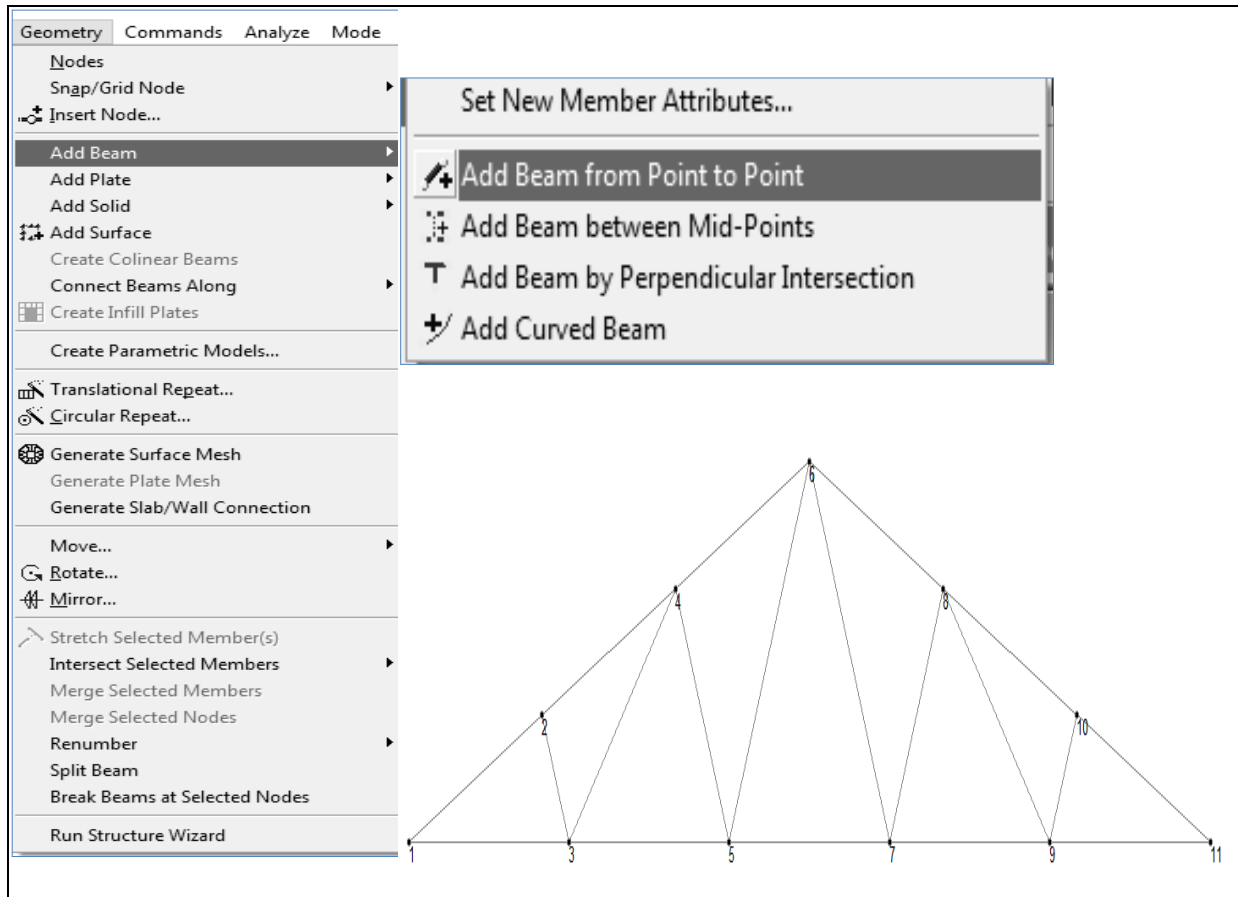 Geometry Commands Analyze Mode
Nodes
Snap/Grid Node
Insert Node...
Add Beam
Add Plate
Add Solid
Add Surface
Create Colinear Beams
Connect Beams Along
Create Infill Plates
Create Parametric Models...
Translational Repeat...
Circular Repeat...
Generate Surface Mesh
Generate Plate Mesh
Generate Slab/Wall Connection
Move...
Rotate...
Mirror...
Stretch Selected Member(s)
Intersect Selected Members
Merge Selected Members
Merge Selected Nodes
Renumber
Split Beam
Break Beams at Selected Nodes
Run Structure Wizard
Set New Member Attributes...
Add Beam from Point to Point
Add Beam between Mid-Points
Add Beam by Perpendicular Intersection
Add Curved Beam
6
4 8
2 10
1 3 5 7 9 11